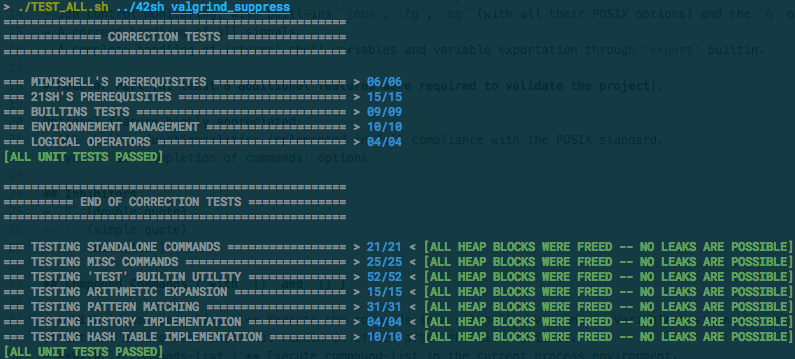 > ./TEST_ALL.sh ../42sh valgrind_suppress
==============================================
============== CORRECTION TESTS ==============
==============================================
=== MINISHELL'S PREREQUISITES ================== > 06/06
=== 21SH'S PREREQUISITES ======================= > 15/15
=== BUILTINS TESTS ============================= > 09/09
=== ENVIRONNEMENT MANAGEMENT =================== > 10/10
=== LOGICAL OPERATORS ========================== > 04/04
[ALL UNIT TESTS PASSED]
==============================================
========== END OF CORRECTION TESTS ===========
==============================================
=== TESTING STANDALONE COMMANDS ================ > 21/21 < [ALL HEAP BLOCKS WERE FREED -- NO LEAKS ARE POSSIBLE]
=== TESTING MISC COMMANDS ====================== > 25/25 < [ALL HEAP BLOCKS WERE FREED -- NO LEAKS ARE POSSIBLE]
=== TESTING 'TEST' BUILTIN UTILITY ============= > 52/52 < [ALL HEAP BLOCKS WERE FREED -- NO LEAKS ARE POSSIBLE]
=== TESTING ARITHMETIC EXPANSION =============== > 15/15 < [ALL HEAP BLOCKS WERE FREED -- NO LEAKS ARE POSSIBLE]
=== TESTING PATTERN MATCHING =================== > 31/31 < [ALL HEAP BLOCKS WERE FREED -- NO LEAKS ARE POSSIBLE]
=== TESTING HISTORY IMPLEMENTATION ============= > 04/04 < [ALL HEAP BLOCKS WERE FREED -- NO LEAKS ARE POSSIBLE]
=== TESTING HASH TABLE IMPLEMENTATION ========== > 10/10 < [ALL HEAP BLOCKS WERE FREED -- NO LEAKS ARE POSSIBLE]
[ALL UNIT TESTS PASSED]